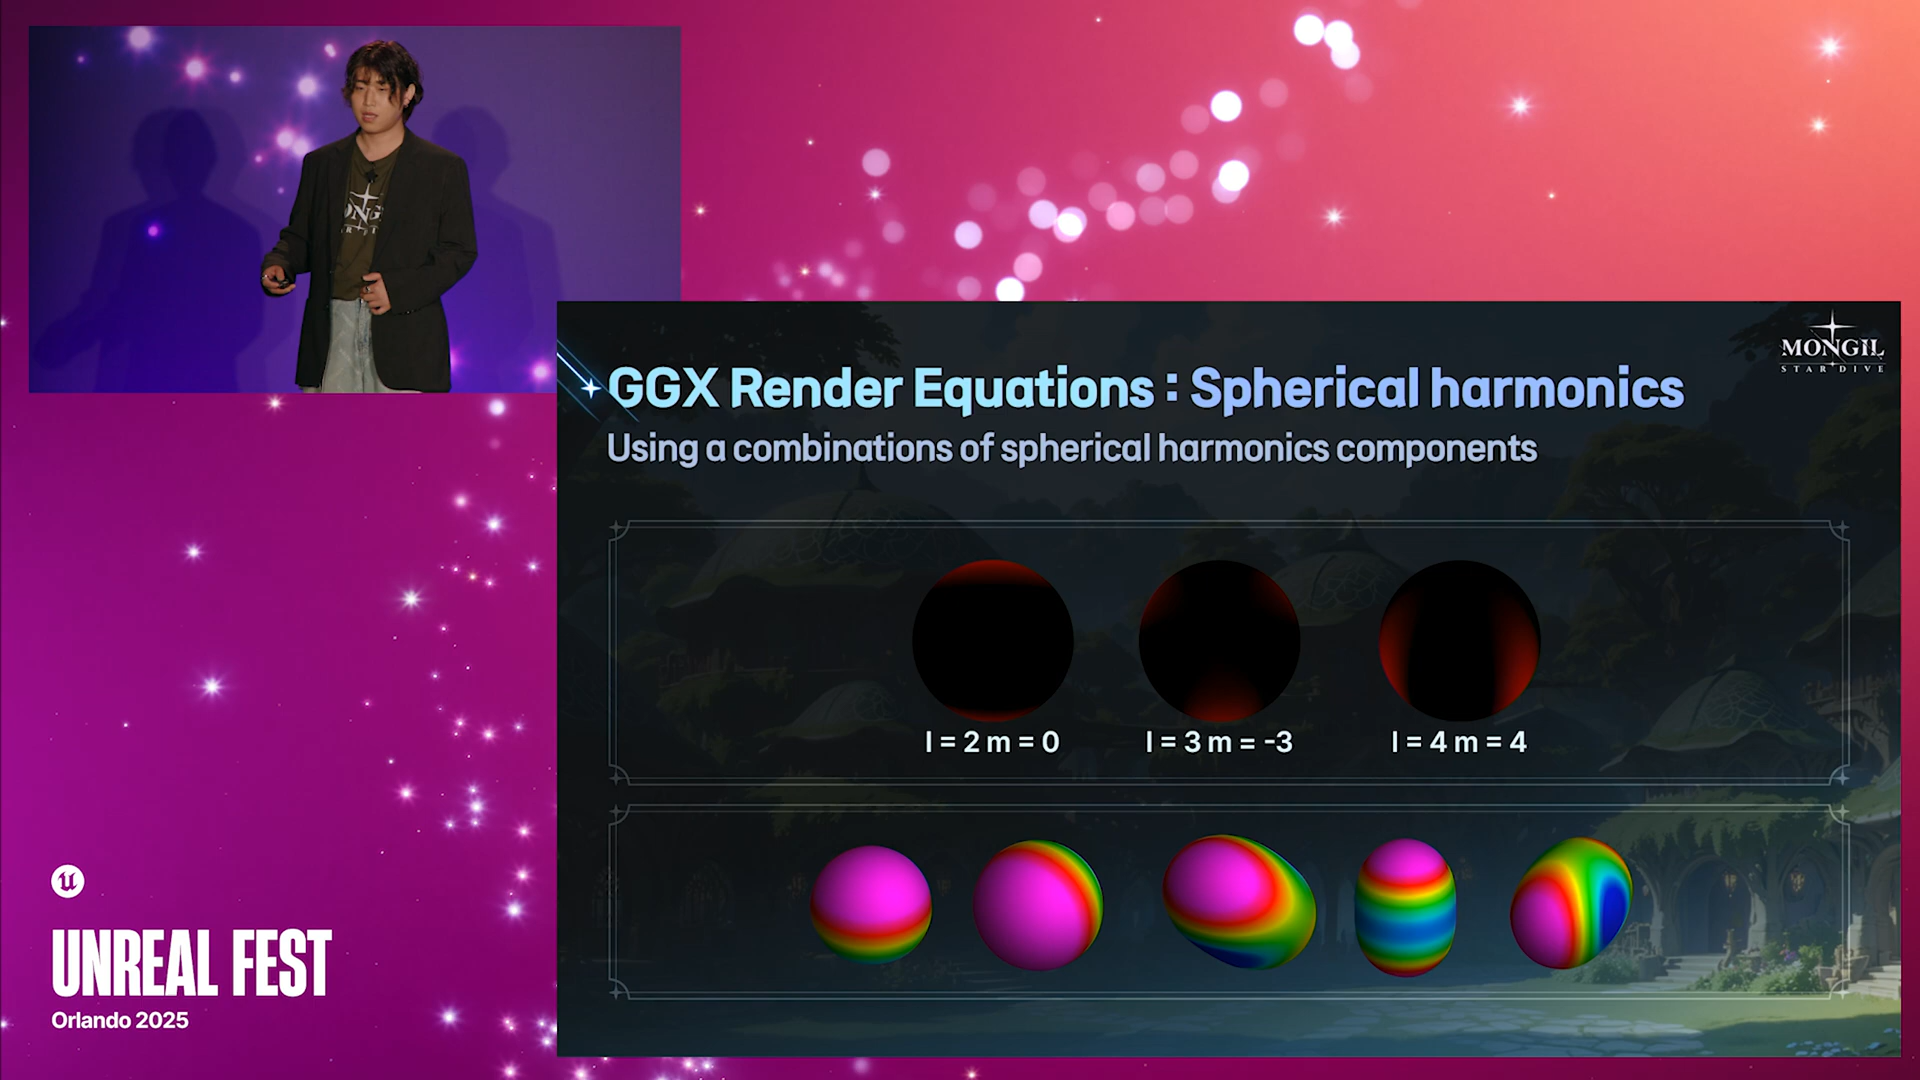 MONGIL
STAR DIVE
GGX Render Equations : Spherical harmonics
Using a combinations of spherical harmonics components
l = 2 m = 0
l = 3 m = -3
l = 4 m = 4
UNREAL FEST
Orlando 2025